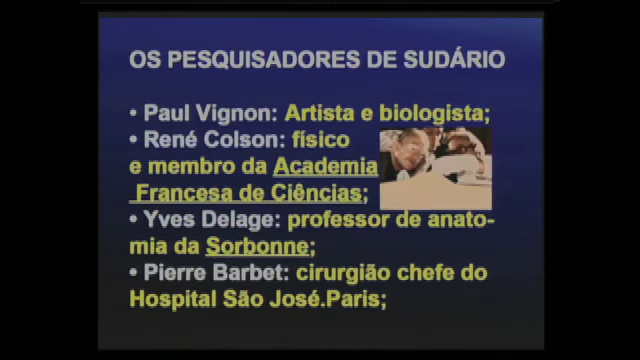 OS PESQUISADORES DE SUDÁRIO
• Paul Vignon: Artista e biologista;
• René Colson: físico
e membro da Academia
Francesa de Ciências;
• Yves Delage: professor de anato-
mia da Sorbonne;
• Pierre Barbet: cirurgião chefe do
Hospital São José.Paris;